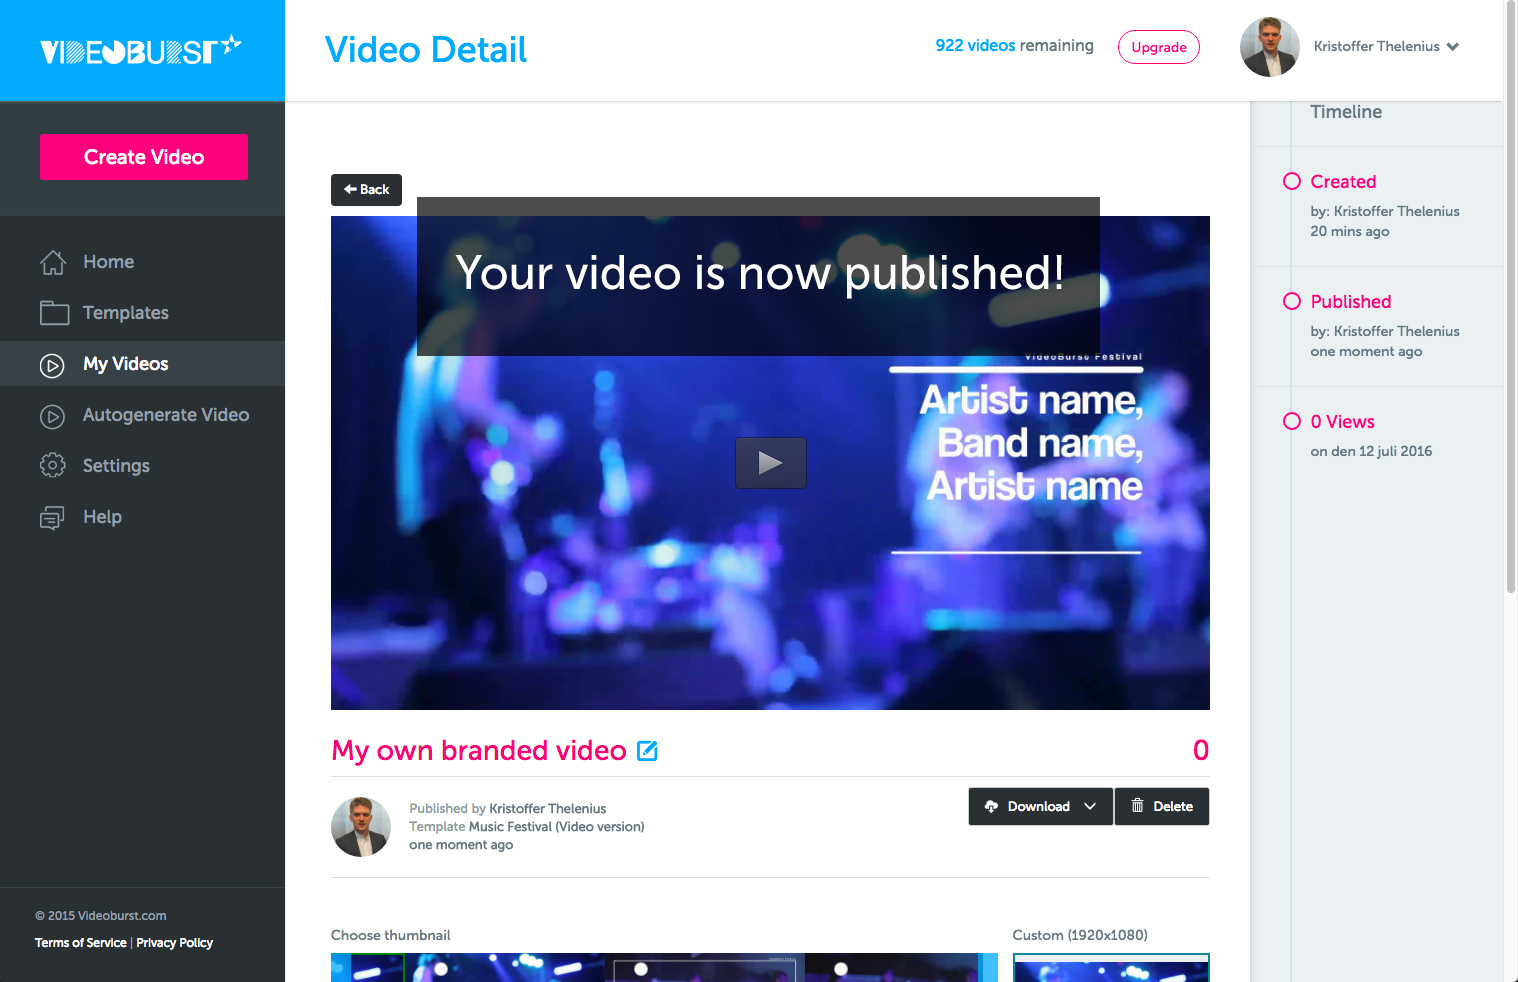 VIDEOBURST
Video Detail
922 videos remaining
Upgrade
Kristoffer Thelenius
Create Video
Home
Templates
My Videos
Autogenerate Video
Settings
Help
© 2015 Videoburst.com
Terms of Service | Privacy Policy
Back
Your video is now published!
VideoBurst Festival
Artist name,
Band name,
Artist name
My own branded video
0
Published by Kristoffer Thelenius
Template Music Festival (Video version)
one moment ago
Download
Delete
Choose thumbnail
Custom (1920x1080)
Timeline
Created
by: Kristoffer Thelenius
20 mins ago
Published
by: Kristoffer Thelenius
one moment ago
0 Views
on den 12 juli 2016